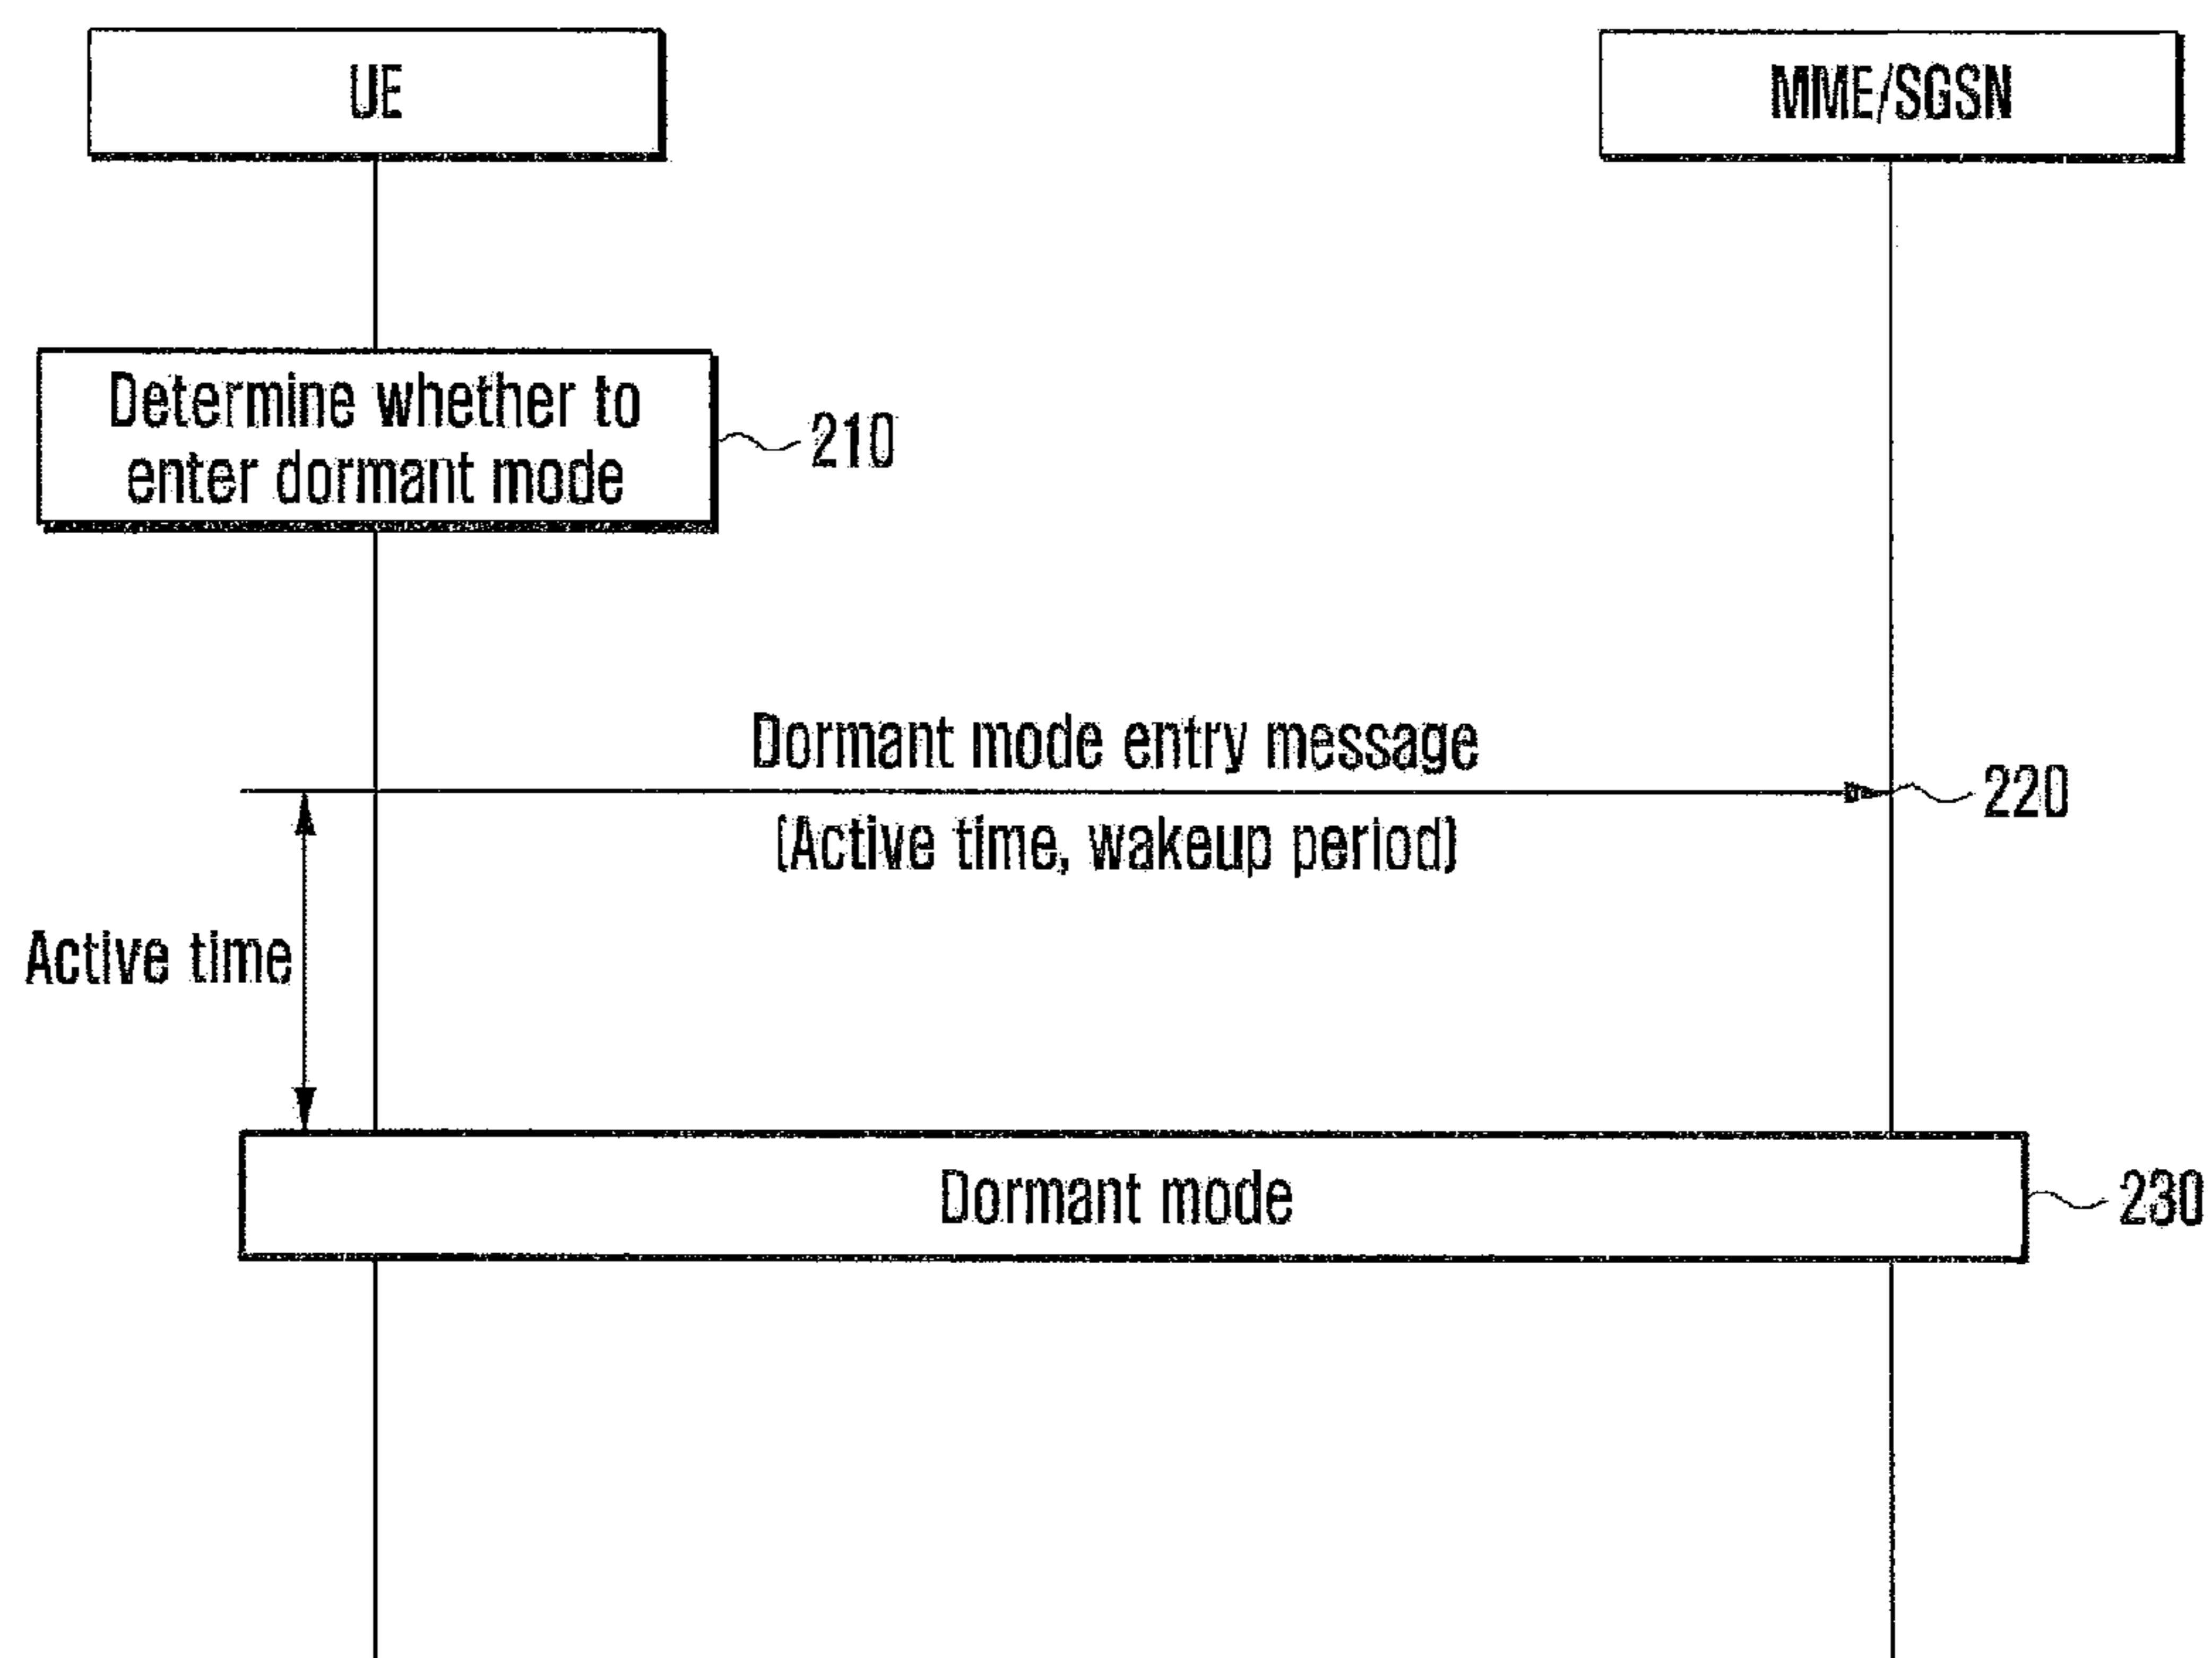 UE
MME/SGSN
Determine whether to
enter dormant mode
210
Dormant mode entry message
220
(Active time, wakeup period)
Active time
Dormant mode
230